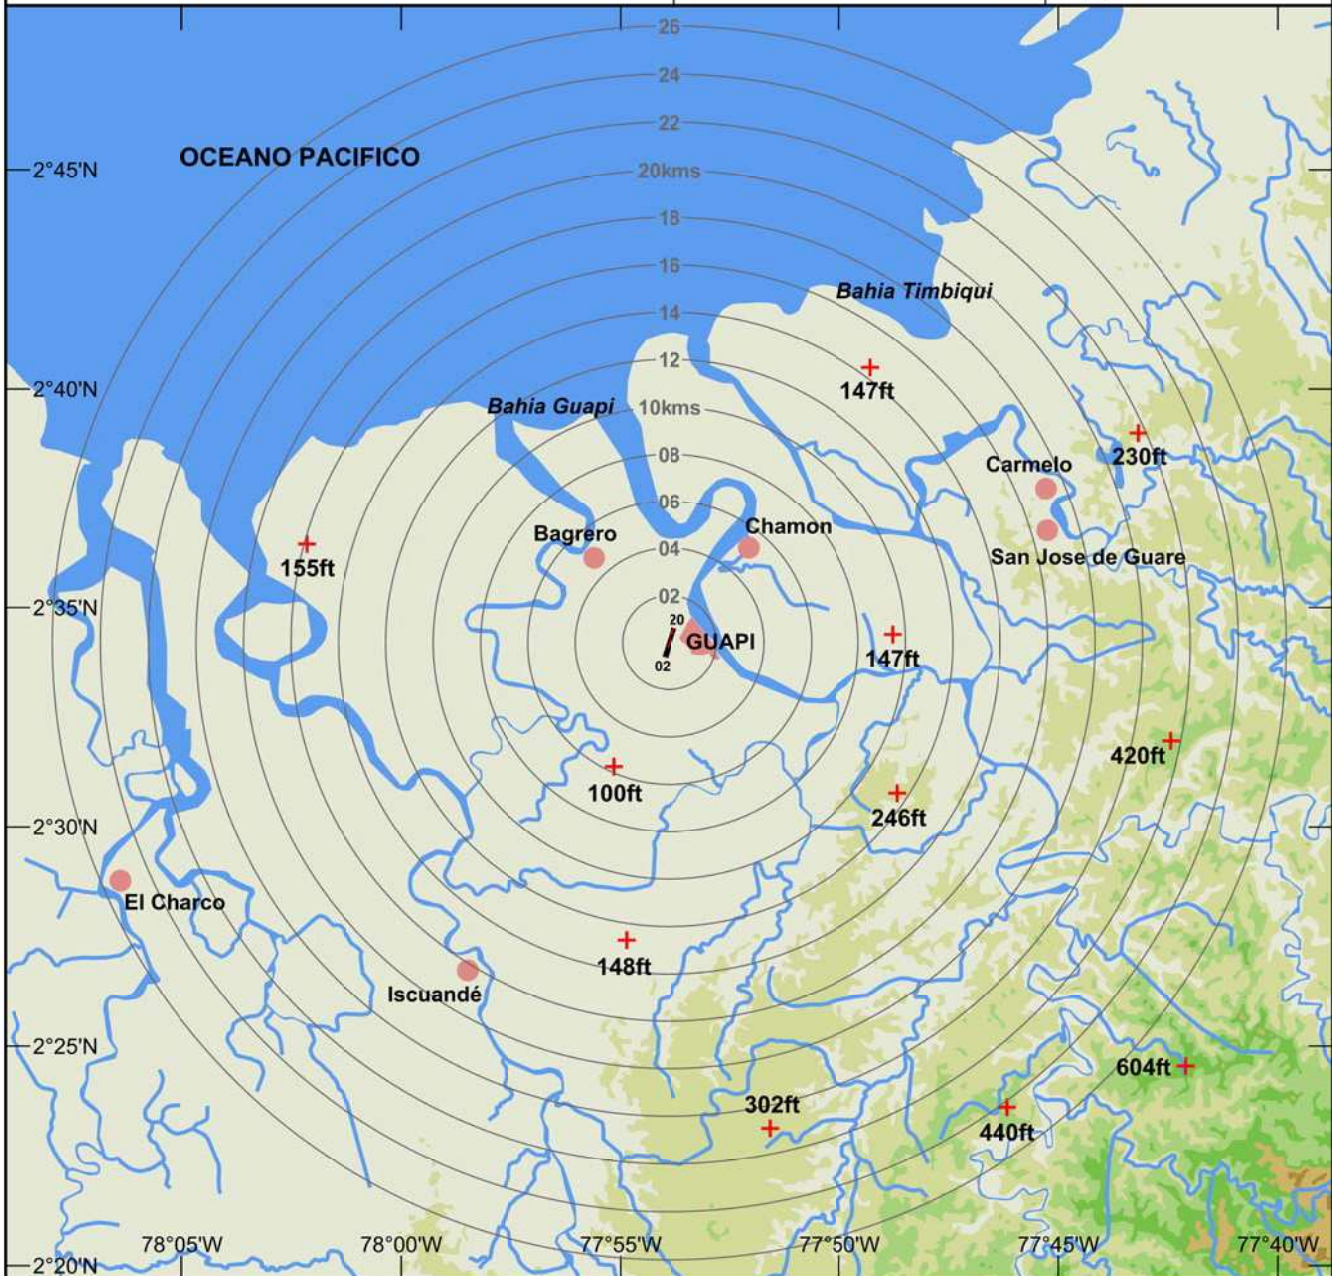 26
24
22
OCEANO PACIFICO
2°45'N
20kms
18
16
Bahia Timbiqui
14
12
147ft
2°40'N
Bahia Guapi
10kms
08
230ft
Carmelo
06
Chamon
Bagrero
04
San Jose de Guare
155ft
02
2°35'N
20
GUAPI
02
147ft
420ft
100ft
246ft
2°30'N
El Charco
148ft
Iscuandé
2°25'N
604ft
302ft
440ft
78°05'W 78°00'W 77°55'W 77°50'W 77°45'W 77°40'W
2°20'N